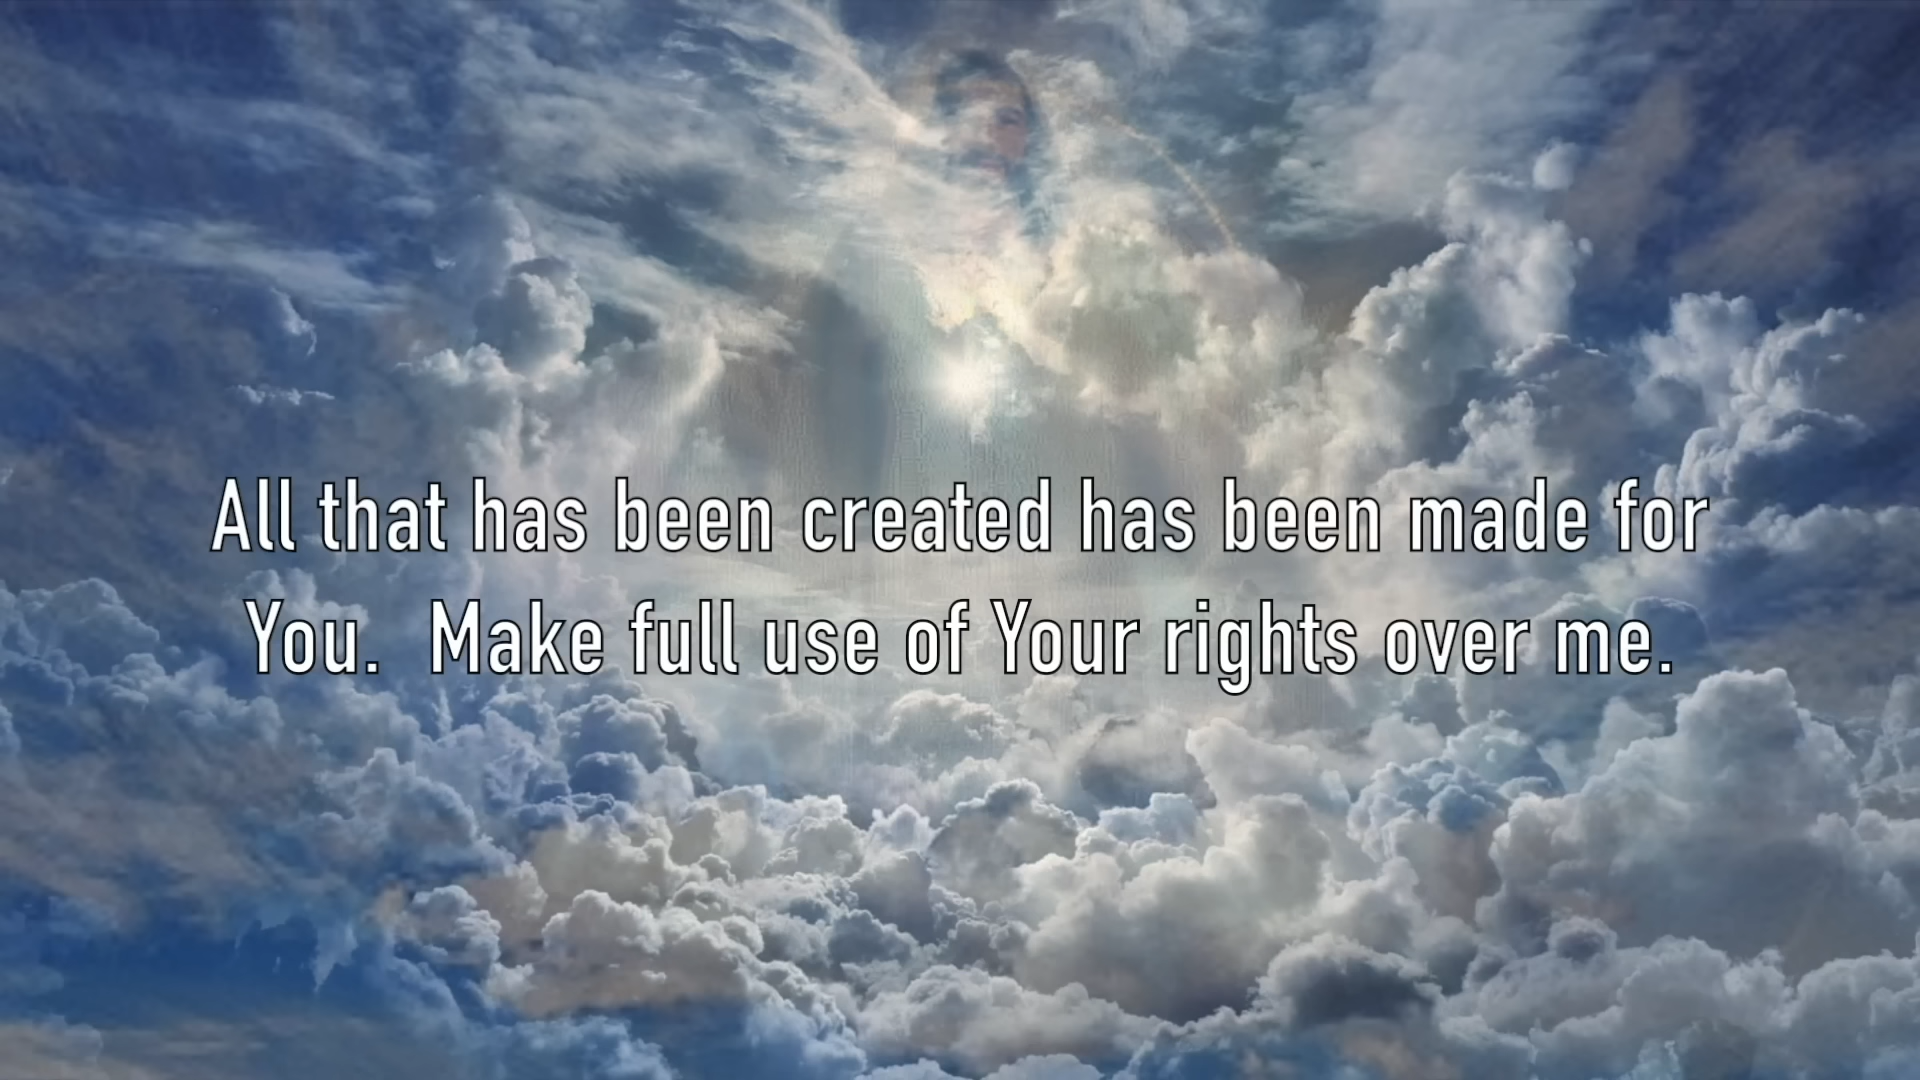 All that has been created has been made for
You.  Make full use of Your rights over me.